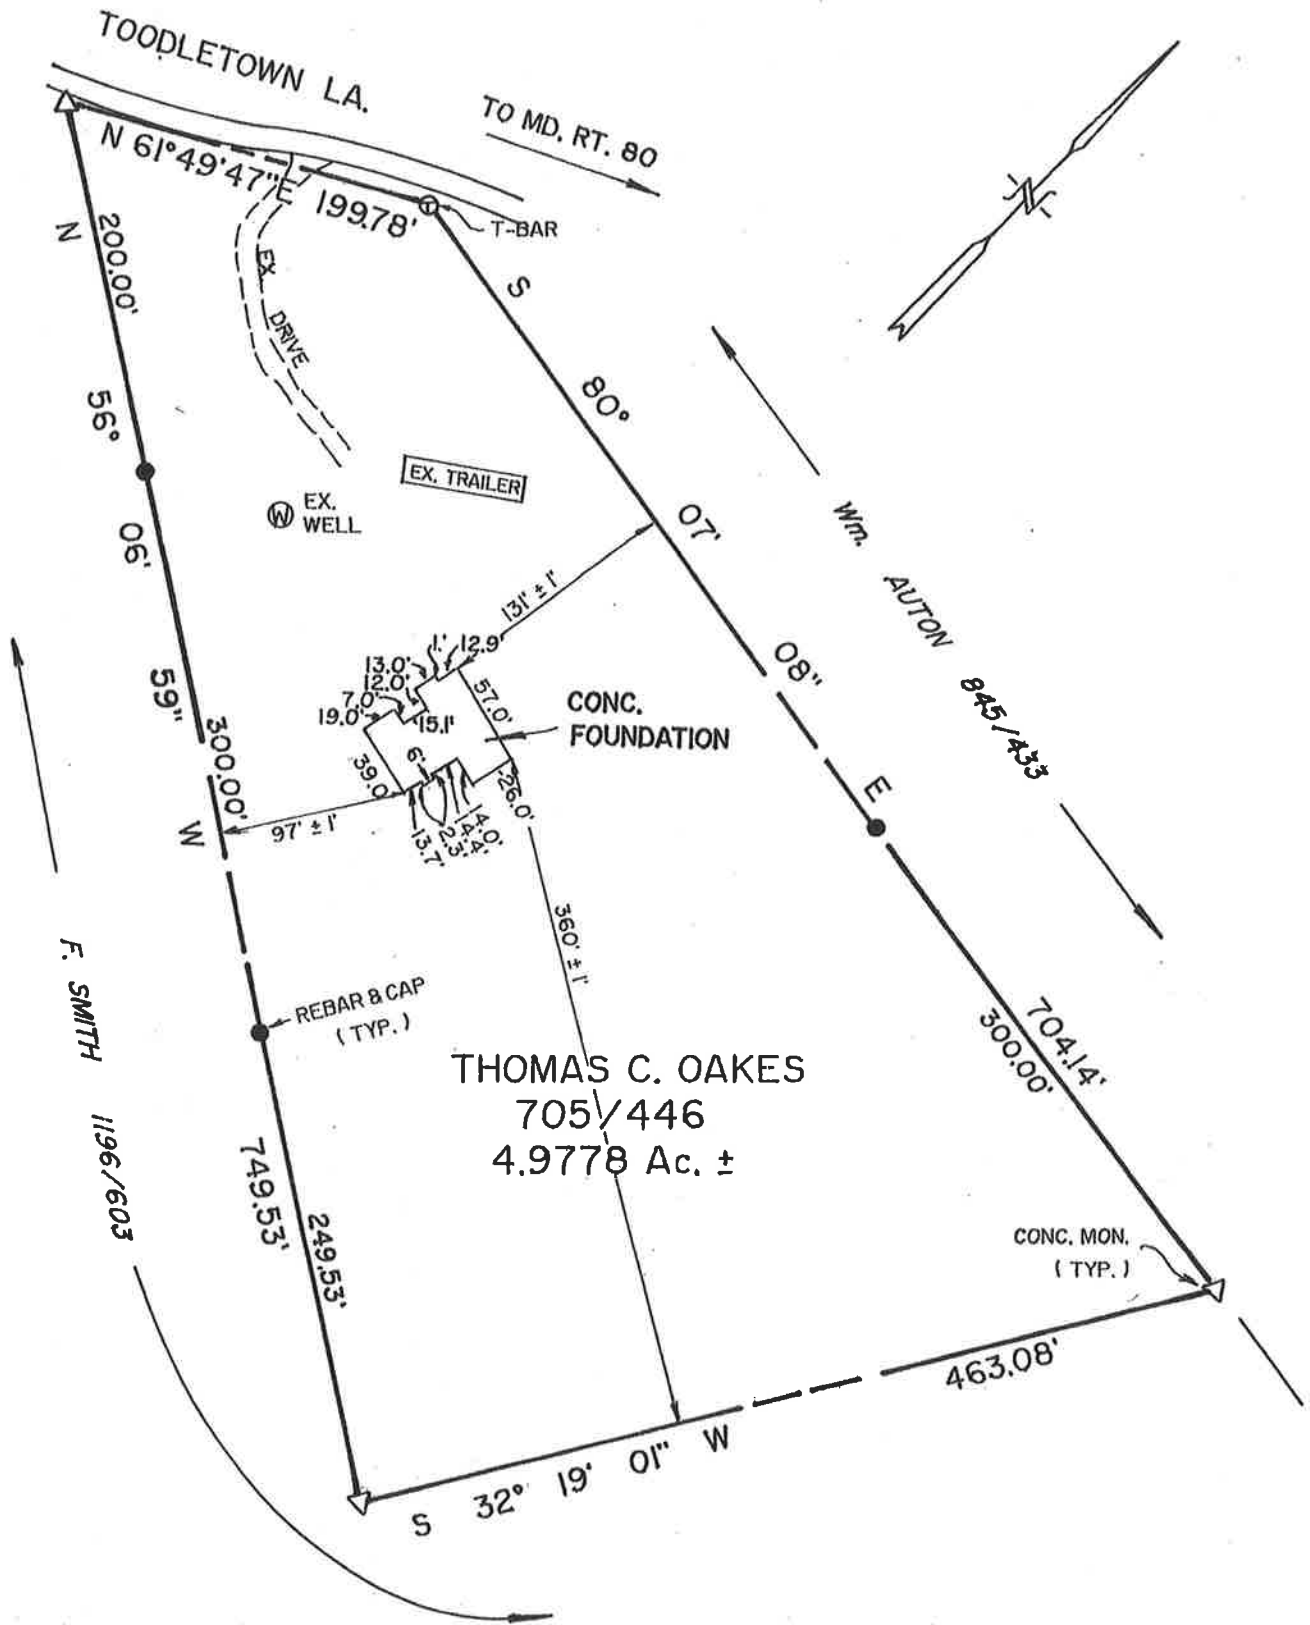 TOODLETOWN LA.
TO MD. RT. 80
N 61°49'47"E 199.78'
T-BAR
N 56° 06' 59" W
200.00'
EX. DRIVE
S 80° 07' 08" E
EX. TRAILER
W EX.
WELL
Wm. AUTON 845/433
131' ± 1'
1.' 12.9'
13.0'
12.0'
7.0'
19.0'
15.1'
57.0'
CONC.
FOUNDATION
39.0'
6'
26.0'
14.0'
14.4'
2.3'
13.7'
300.00'
97' ± 1'
360' ± 1'
F. SMITH 1196/603
REBAR & CAP
(TYP.)
704.14'
300.00'
THOMAS C. OAKES
705/446
4.9778 Ac. ±
749.53'
249.53'
CONC. MON.
(TYP.)
463.08'
S 32° 19' 01" W